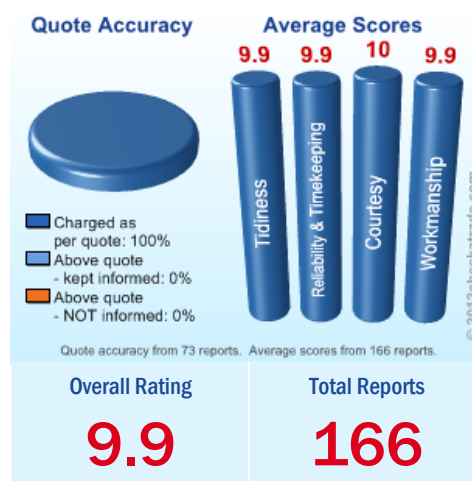 Quote Accuracy
Average Scores
9.9 9.9 10 9.9
Tidiness
Reliability & Timekeeping
Courtesy
Workmanship
Charged as
per quote: 100%
Above quote
- kept informed: 0%
Above quote
- NOT informed: 0%
© 2013checkatrade.com
Quote accuracy from 73 reports. Average scores from 166 reports.
Overall Rating
Total Reports
9.9
166